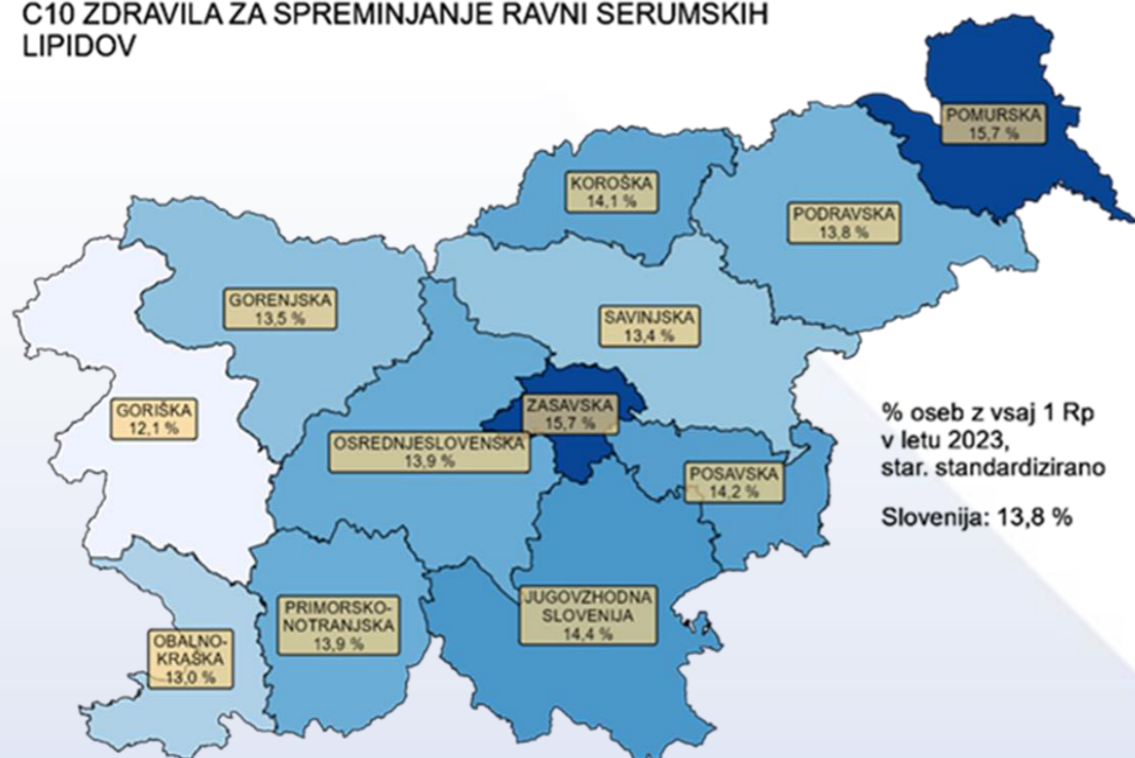 C10 ZDRAVILA ZA SPREMINJANJE RAVNI SERUMSKIH
LIPIDOV
POMURSKA
15,7 %
KOROŠKA
14,1 %
PODRAVSKA
13,8 %
GORENJSKA
13,5 %
SAVINJSKA
13,4 %
GORIŠKA
12,1 %
ZASAVSKA
15,7 %
OSREDNJESLOVENSKA
13,9 %
POSAVSKA
14,2 %
% oseb z vsaj 1 Rp
v letu 2023,
star. standardizirano
Slovenija: 13,8 %
PRIMORSKO-
NOTRANJSKA
13,9 %
JUGOVZHODNA
SLOVENIJA
14,4 %
OBALNO-
KRAŠKA
13,0 %